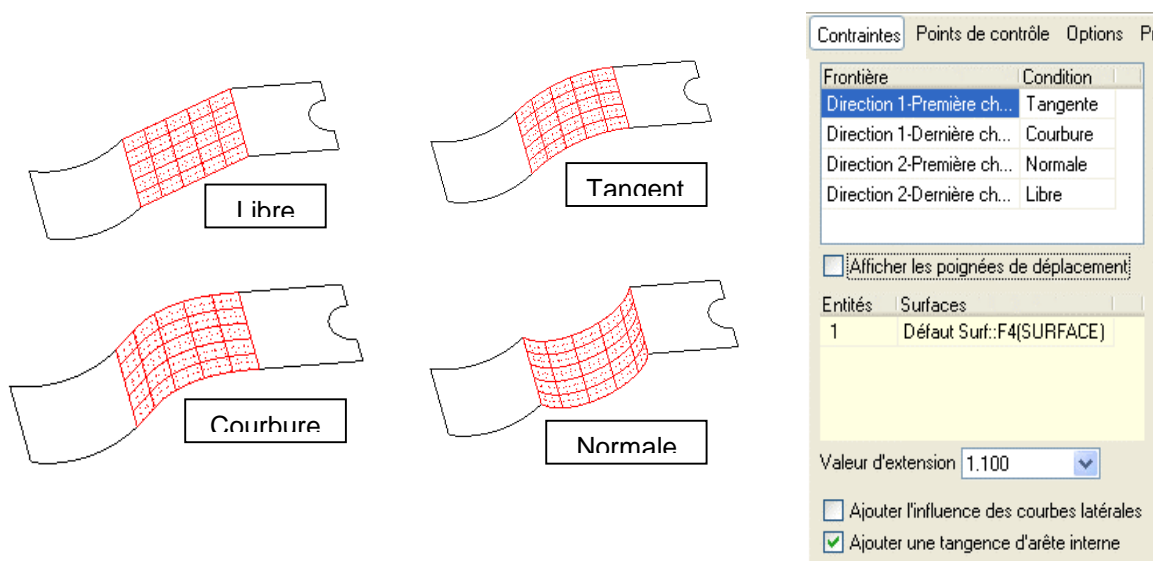 Libre
Tangent
Courbure
Normale
Contraintes Points de contrôle Options P
Frontière Condition
Direction 1-Première ch... Tangente
Direction 1-Dernière ch... Courbure
Direction 2-Première ch... Normale
Direction 2-Dernière ch... Libre
Afficher les poignées de déplacement
Entités Surfaces
1 Défaut Surf::F4(SURFACE)
Valeur d'extension 1.100
Ajouter l'influence des courbes latérales
Ajouter une tangence d'arête interne